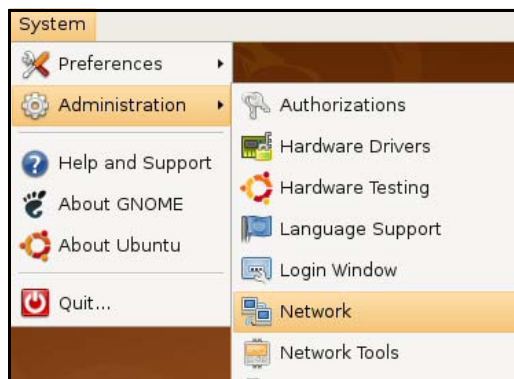 System
Preferences
Administration
Help and Support
About GNOME
About Ubuntu
Quit...
Authorizations
Hardware Drivers
Hardware Testing
Language Support
Login Window
Network
Network Tools